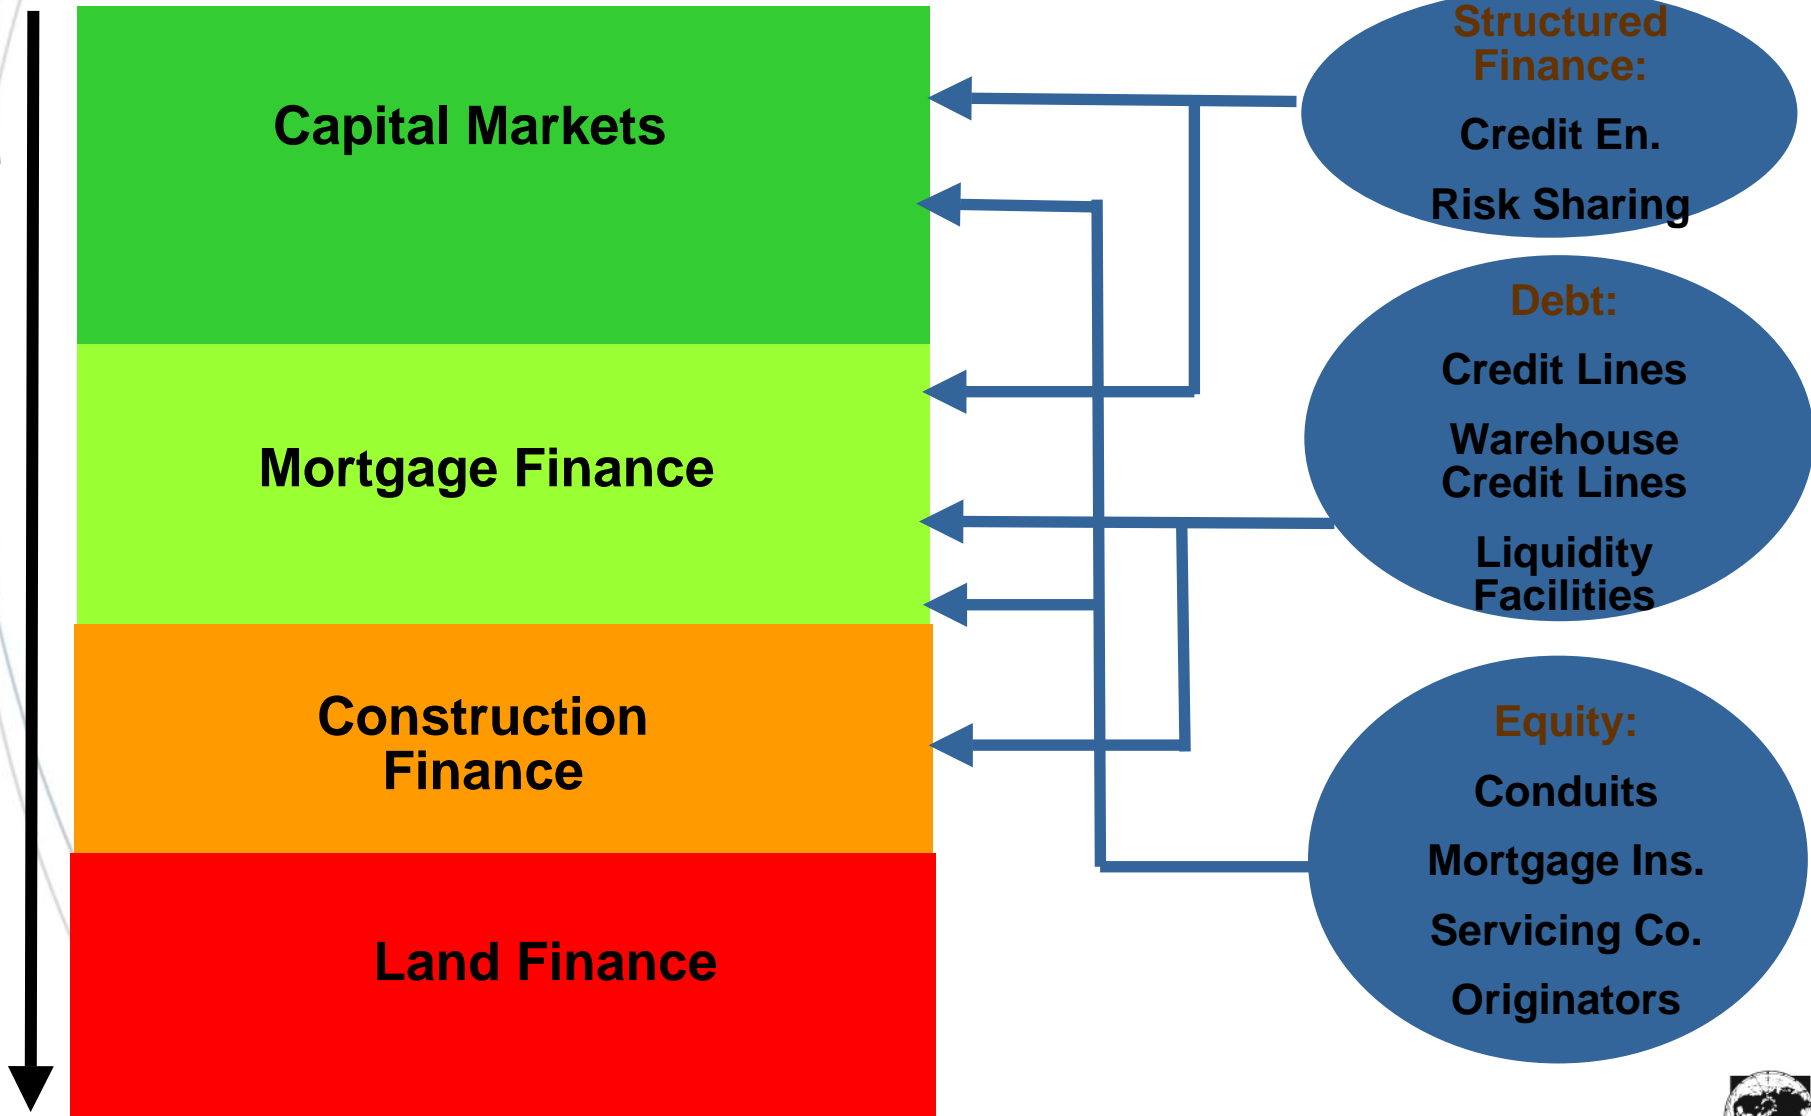 Capital Markets
Mortgage Finance
Construction
Finance
Land Finance
Structured
Finance:
Credit En.
Risk Sharing
Debt:
Credit Lines
Warehouse
Credit Lines
Liquidity
Facilities
Equity:
Conduits
Mortgage Ins.
Servicing Co.
Originators